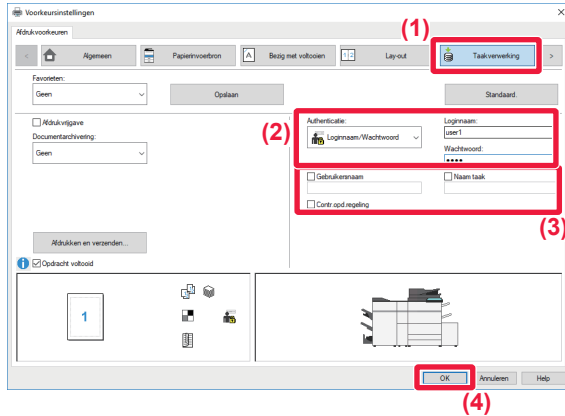 Voorkeursinstellingen
Afdrukvoorkeuren
(1)
Algemeen Papierinvoerbron Bezig met voltooien Lay-out Taakverwerking
Favorieten:
Geen Opslaan Standaard.
(2)
Afdrukvrijgave Authenticatie: Loginnaam:
Documentarchivering: Loginnaam/Wachtwoord user1
Geen Wachtwoord:
••••
Gebruikersnaam Naam taak
Contr.opd.regeling
(3)
Afdrukken en verzenden...
Opdracht voltooid
1
OK Annuleren Help
(4)